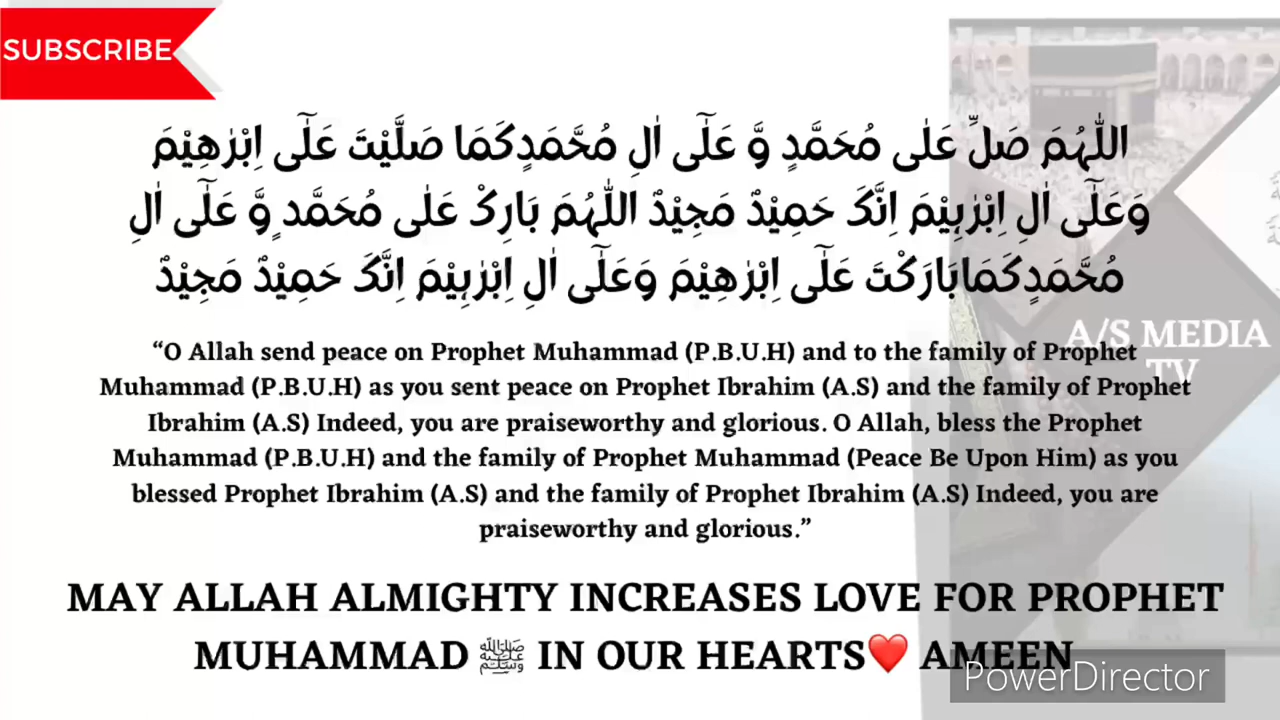 SUBSCRIBE
اللّٰہُمَ صَلِّ عَلٰی مُحَمَّدٍ وَّ عَلٰٓی اٰلِ مُحَّمَدٍکَمَا صَلَّیْتَ عَلٰٓی اِبْرٰھِیْمَ
وَعَلٰٓی اٰلِ اِبْرٰہِیْمَ اِنَّکَ حَمِیْدٌ مَجِیْدٌ اللّٰہُمَ بَارِکْ عَلٰی مُحَمَّد ٍوَّ عَلٰٓی اٰلِ
مُحَّمَدٍکَمَابَارَکْتَ عَلٰٓی اِبْرٰھِیْمَ وَعَلٰٓی اٰلِ اِبْرٰہِیْمَ اِنَّکَ حَمِیْدٌ مَجِیْدٌ
A/S MEDIA
TV
“O Allah send peace on Prophet Muhammad (P.B.U.H) and to the family of Prophet
Muhammad (P.B.U.H) as you sent peace on Prophet Ibrahim (A.S) and the family of Prophet
Ibrahim (A.S) Indeed, you are praiseworthy and glorious. O Allah, bless the Prophet
Muhammad (P.B.U.H) and the family of Prophet Muhammad (Peace Be Upon Him) as you
blessed Prophet Ibrahim (A.S) and the family of Prophet Ibrahim (A.S) Indeed, you are
praiseworthy and glorious.”
MAY ALLAH ALMIGHTY INCREASES LOVE FOR PROPHET
MUHAMMAD ﷺ IN OUR HEARTS❤️ AMEEN
PowerDirector